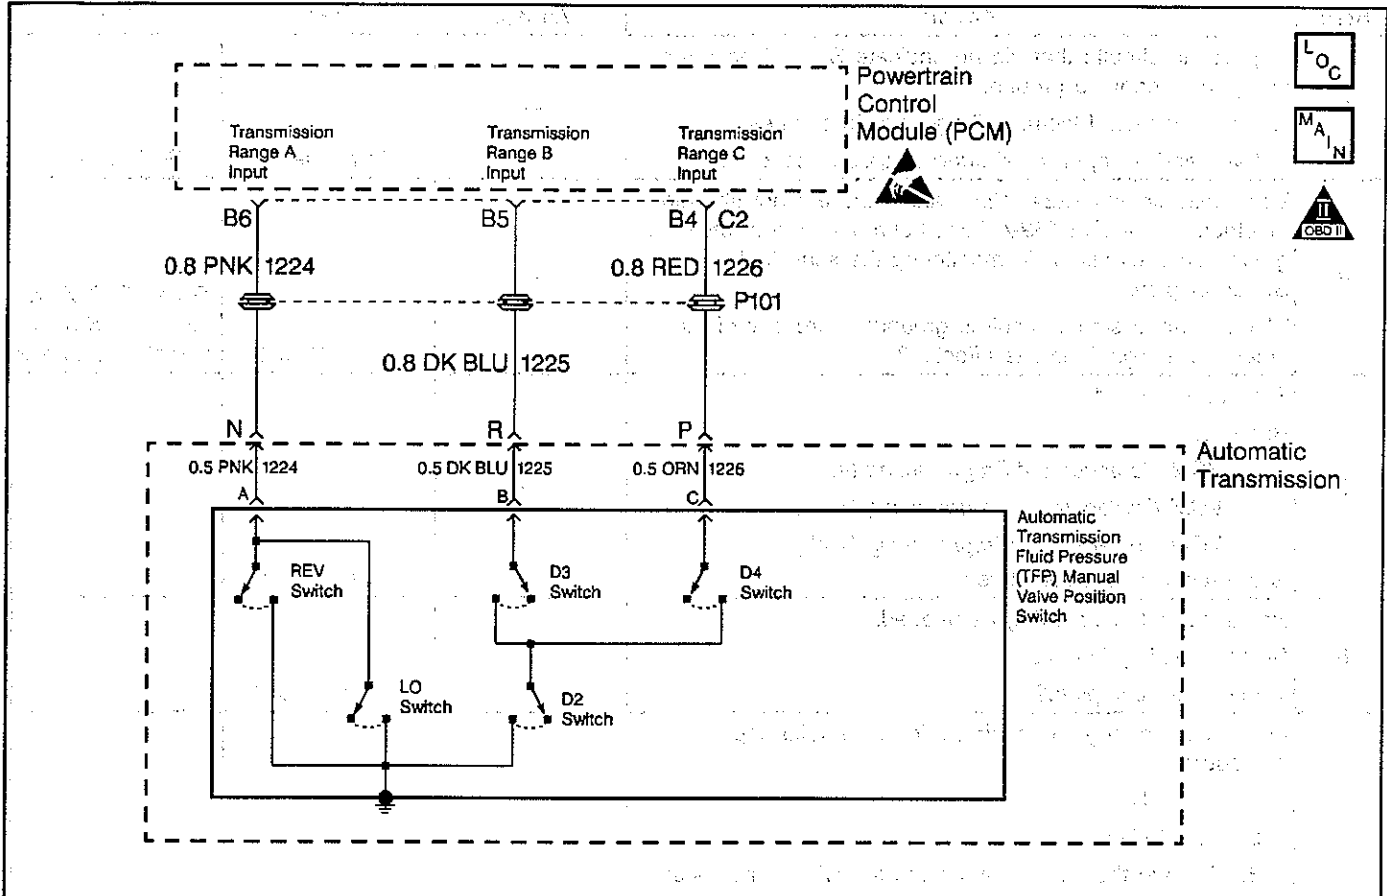 L
O
C
Powertrain
Control
Module (PCM)
M
A
I
N
Transmission
Range A
Input
Transmission
Range B
Input
Transmission
Range C
Input
II
OBD II
B6
B5
B4
C2
0.8 PNK 1224
0.8 RED 1226
P101
0.8 DK BLU 1225
N
R
P
0.5 PNK 1224
0.5 DK BLU 1225
0.5 ORN 1226
Automatic
Transmission
A
B
C
Automatic
Transmission
Fluid Pressure
(TFP) Manual
Valve Position
Switch
REV
Switch
D3
Switch
D4
Switch
LO
Switch
D2
Switch